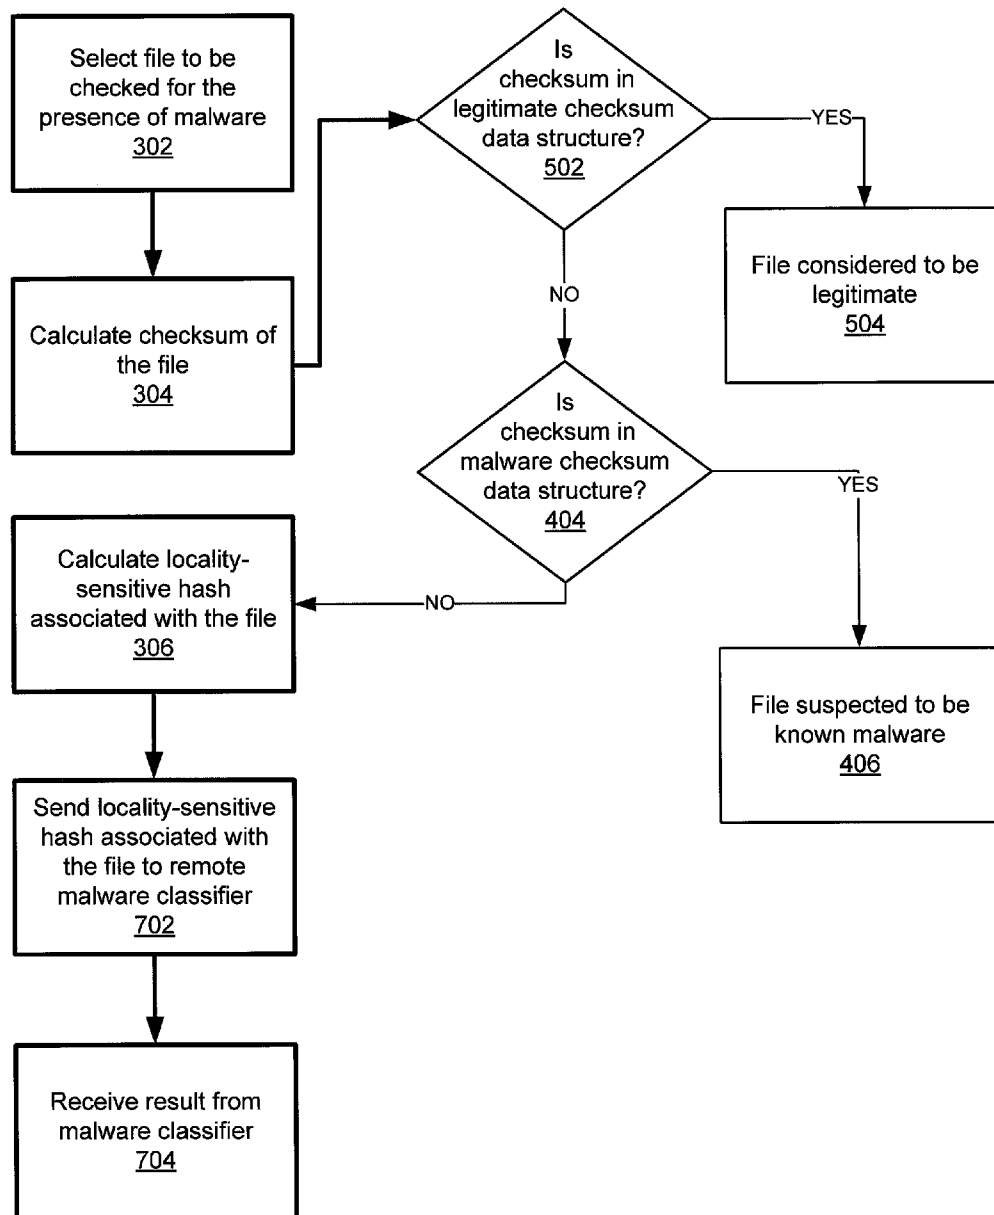 Select file to be
checked for the
presence of malware
302
Calculate checksum of
the file
304
Is
checksum in
legitimate checksum
data structure?
502
YES
File considered to be
legitimate
504
NO
Is
checksum in
malware checksum
data structure?
404
YES
File suspected to be
known malware
406
NO
Calculate locality-
sensitive hash
associated with the file
306
Send locality-sensitive
hash associated with
the file to remote
malware classifier
702
Receive result from
malware classifier
704